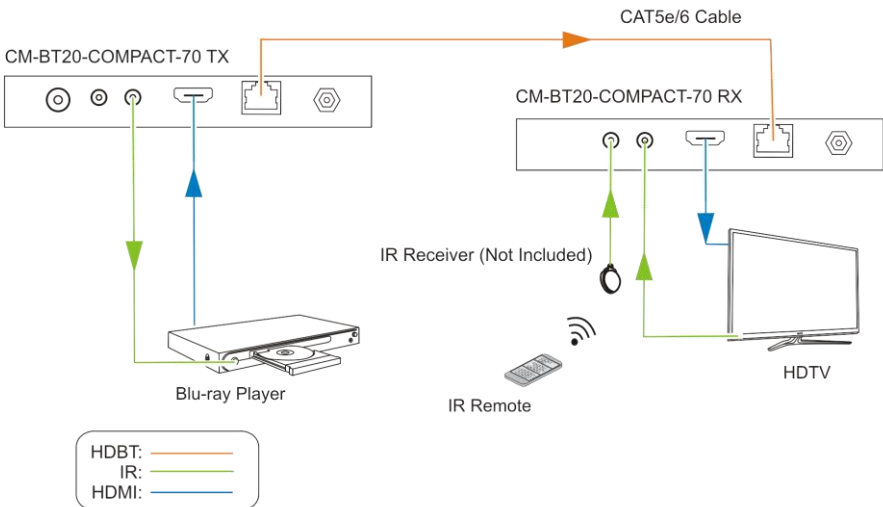 CAT5e/6 Cable
CM-BT20-COMPACT-70 TX
CM-BT20-COMPACT-70 RX
IR Receiver (Not Included)
Blu-ray Player
IR Remote
HDTV
HDBT:
IR:
HDMI: